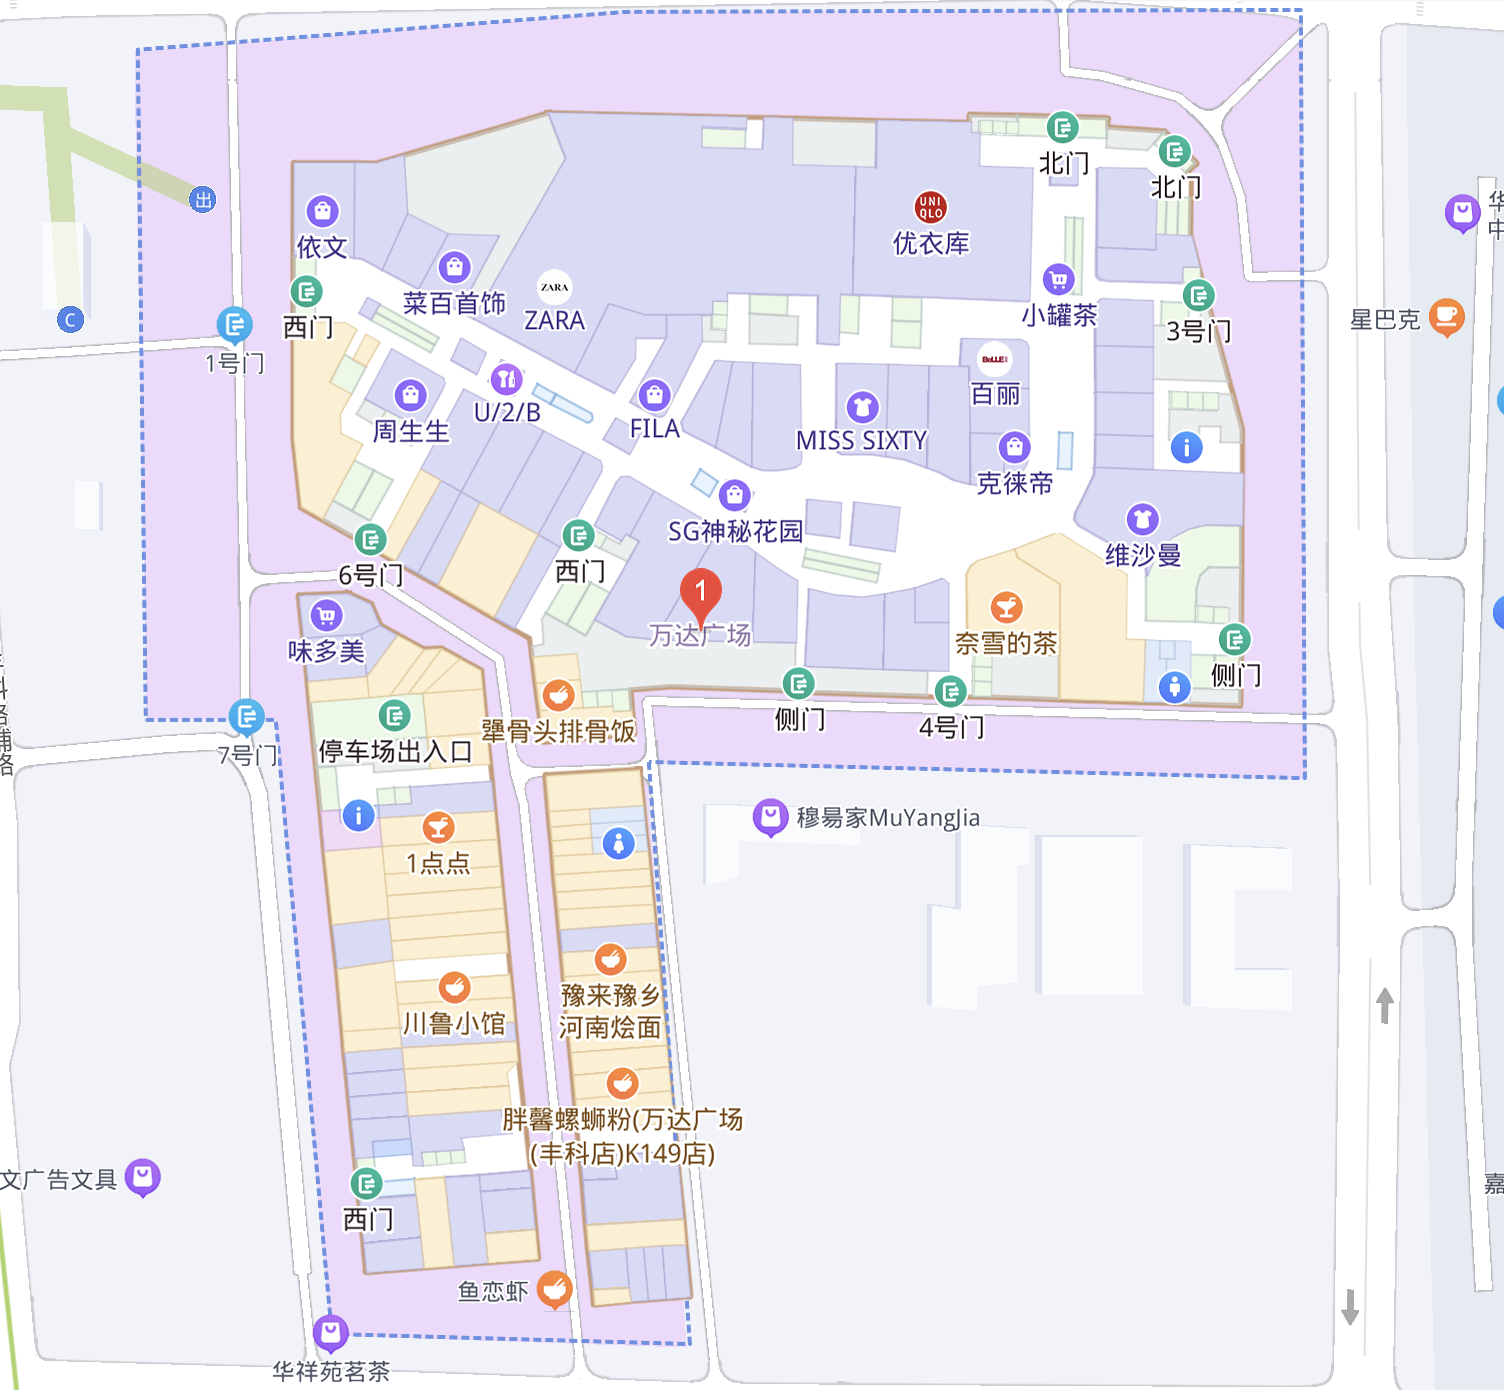 北门
北门
出
华
中
UNI
QLO
优衣库
依文
菜百首饰
ZARA
ZARA
西门
小罐茶
3号门
C
1号门
星巴克
BeLLE
百丽
周生生
U/2/B
FILA
MISS SIXTY
克徕帝
i
SG神秘花园
维沙曼
6号门
西门
1
万达广场
奈雪的茶
侧门
味多美
侧门
4号门
犟骨头排骨饭
停车场出入口
7号门
i
穆昜家MuYangJia
1点点
豫来豫乡
河南烩面
川鲁小馆
胖馨螺蛳粉(万达广场
(丰科店)K149店)
文广告文具
嘉
西门
鱼恋虾
华祥苑茗茶
科
路
辅
路